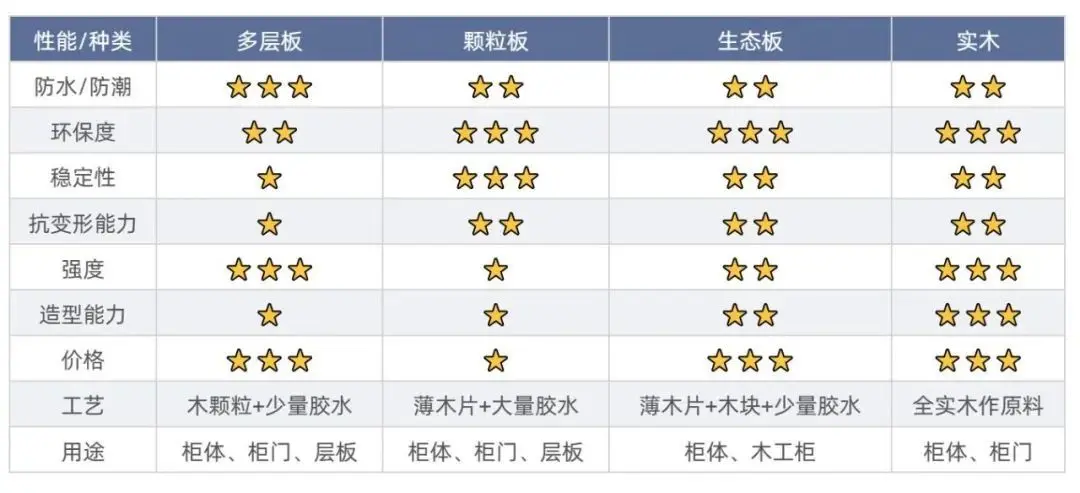 性能/种类 多层板 颗粒板 生态板 实木
防水/防潮
环保度
稳定性
抗变形能力
强度
造型能力
价格
工艺 木颗粒+少量胶水 薄木片+大量胶水 薄木片+木块+少量胶水 全实木作原料
用途 柜体、柜门、层板 柜体、柜门、层板 柜体、木工柜 柜体、柜门